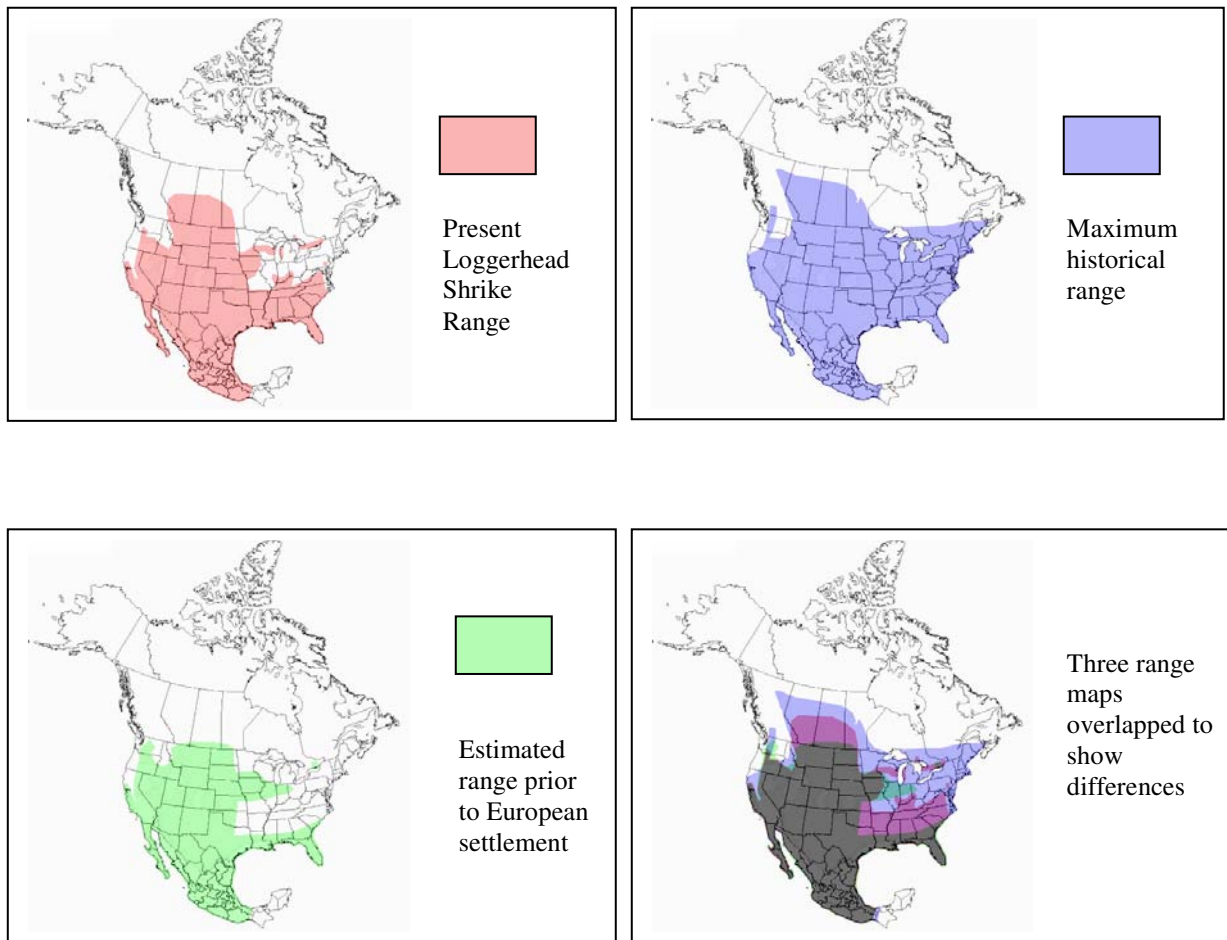 Present
Loggerhead
Shrike
Range
Maximum
historical
range
Estimated
range prior
to European
settlement
Three range
maps
overlapped to
show
differences